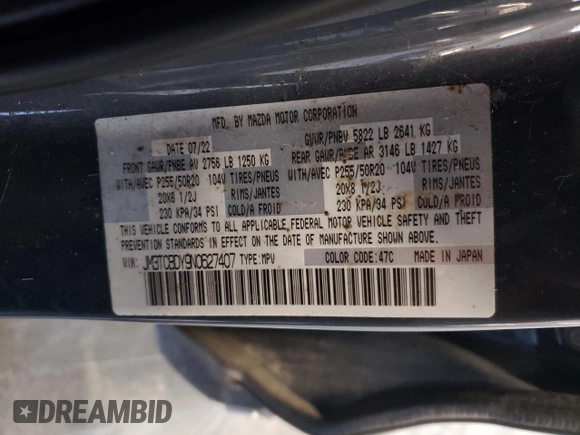 MFD. BY MAZDA MOTOR CORPORATION
DATE 07/22 GVWR/PNBV 5822 LB 2641 KG
FRONT GAWR/PNBE AV 2756 LB 1250 KG REAR GAWR/PNBE AR 3146 LB 1427 KG
WITH/AVEC P255/50R20 104V TIRES/PNEUS WITH/AVEC P255/50R20 104V TIRES/PNEUS
20X8 1/2J RIMS/JANTES 20X8 1/2J RIMS/JANTES
230 KPA/34 PSI COLD/A FROID 230 KPA/34 PSI COLD/A FROID
THIS VEHICLE CONFORMS TO ALL APPLICABLE FEDERAL MOTOR VEHICLE SAFETY AND THEFT
PREVENTION STANDARDS IN EFFECT ON THE DATE OF MANUFACTURE SHOWN ABOVE.
VIN: JM3TCBDY9N0627407 TYPE:MPV COLOR CODE:47C MADE IN JAPAN
DREAMBID